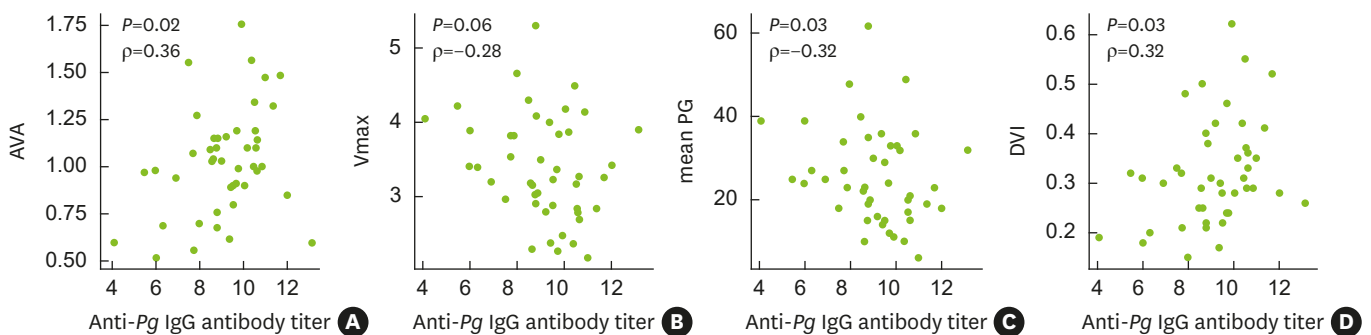 P=0.02
ρ=0.36
AVA
1.75
1.50
1.25
1.00
0.75
0.50
4 6 8 10 12
Anti-Pg IgG antibody titer A
P=0.06
ρ=−0.28
Vmax
5
4
3
4 6 8 10 12
Anti-Pg IgG antibody titer B
P=0.03
ρ=−0.32
mean PG
60
40
20
4 6 8 10 12
Anti-Pg IgG antibody titer C
P=0.03
ρ=0.32
DVI
0.6
0.5
0.4
0.3
0.2
4 6 8 10 12
Anti-Pg IgG antibody titer D